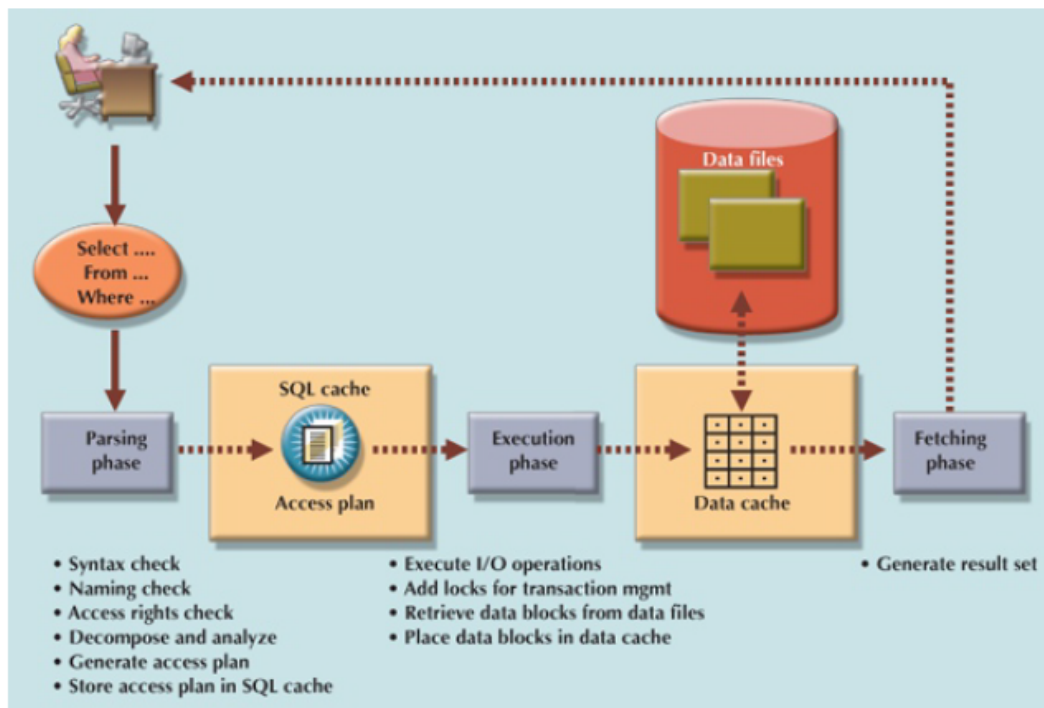 Data files
Select ....
From ...
Where ...
SQL cache
Parsing
phase
Execution
phase
Fetching
phase
Access plan
Data cache
• Syntax check
• Naming check
• Access rights check
• Decompose and analyze
• Generate access plan
• Store access plan in SQL cache
• Execute I/O operations
• Add locks for transaction mgmt
• Retrieve data blocks from data files
• Place data blocks in data cache
• Generate result set